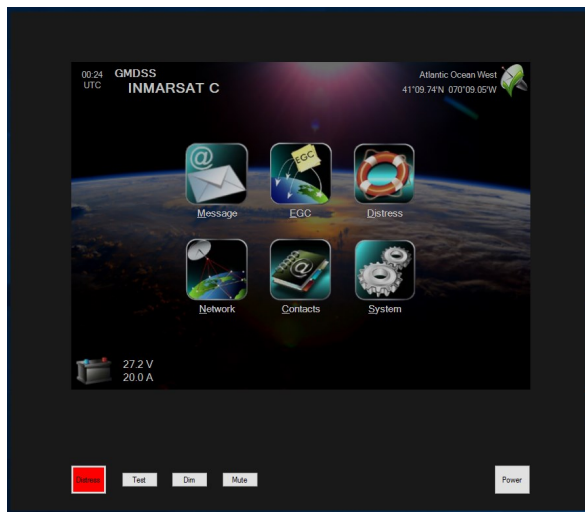 00:24 GMDSS
UTC INMARSAT C
Atlantic Ocean West
41°09.74'N 070°09.05'W
@
EGC
Message
EGC
Distress
@
Network
Contacts
System
27.2 V
20.0 A
Distress
Test
Dim
Mute
Power